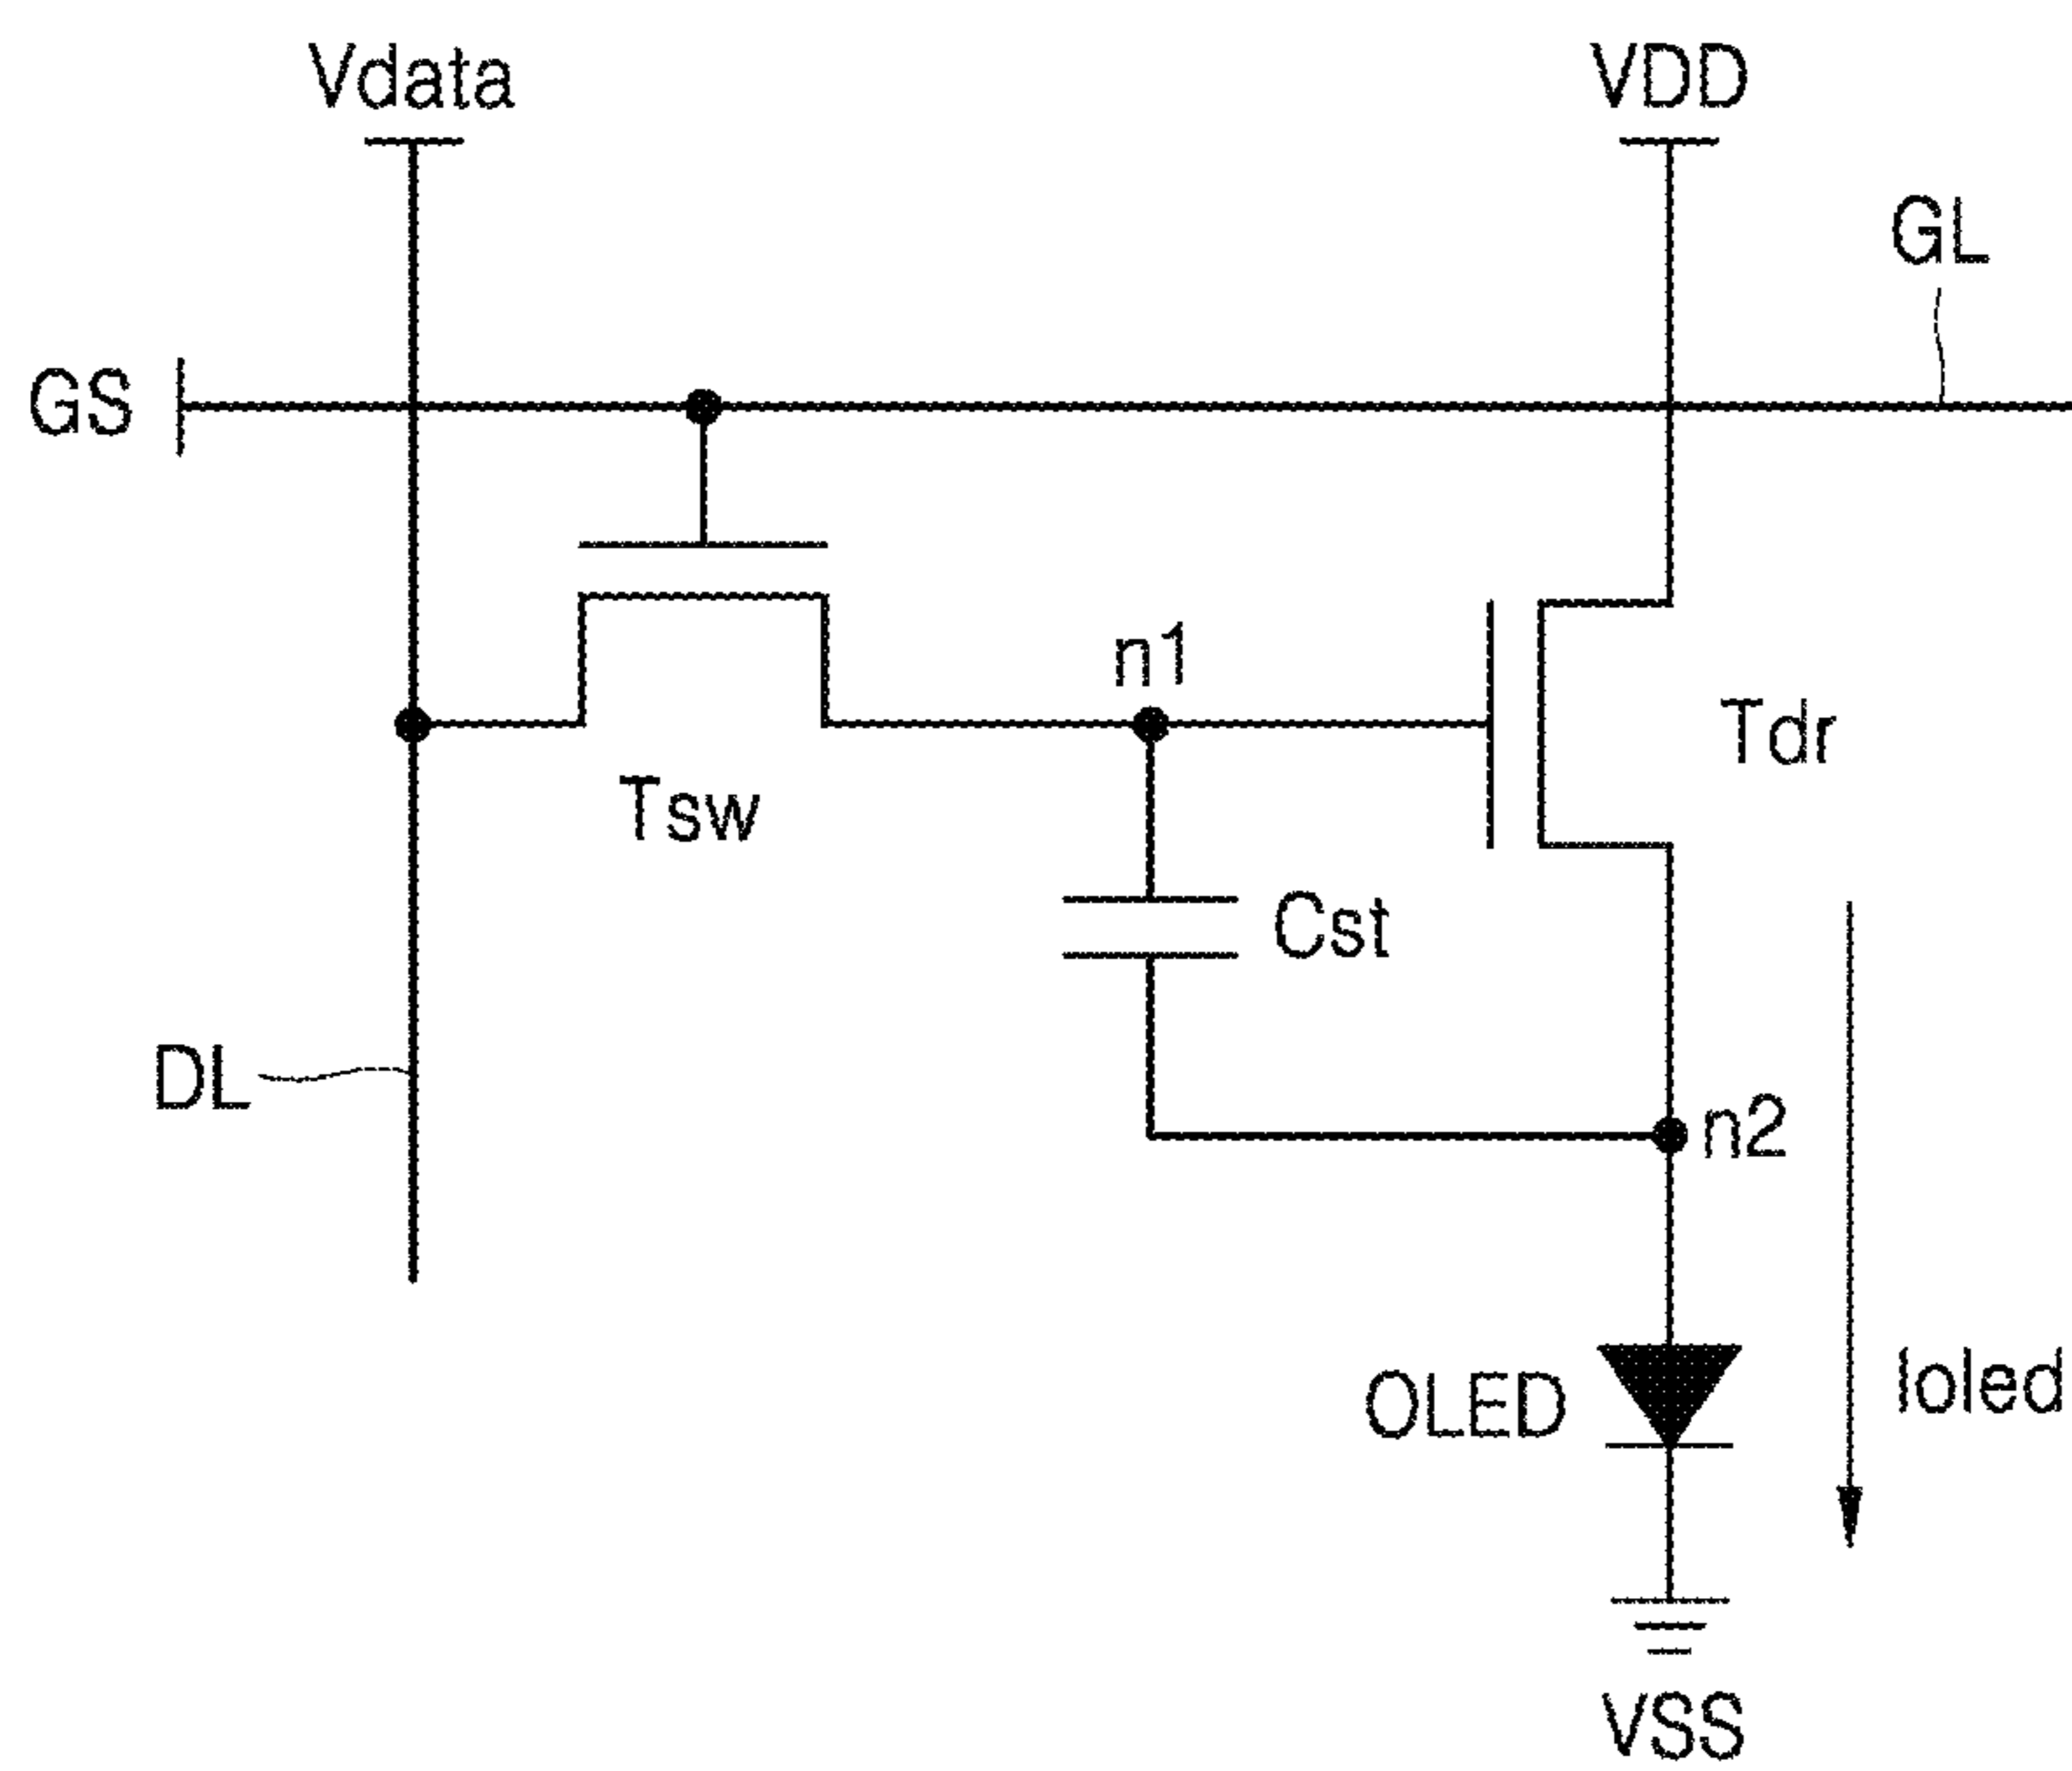 Vdata
VDD
GL
GS
n1
Tdr
Tsw
Cst
DL
n2
OLED
Ioled
VSS